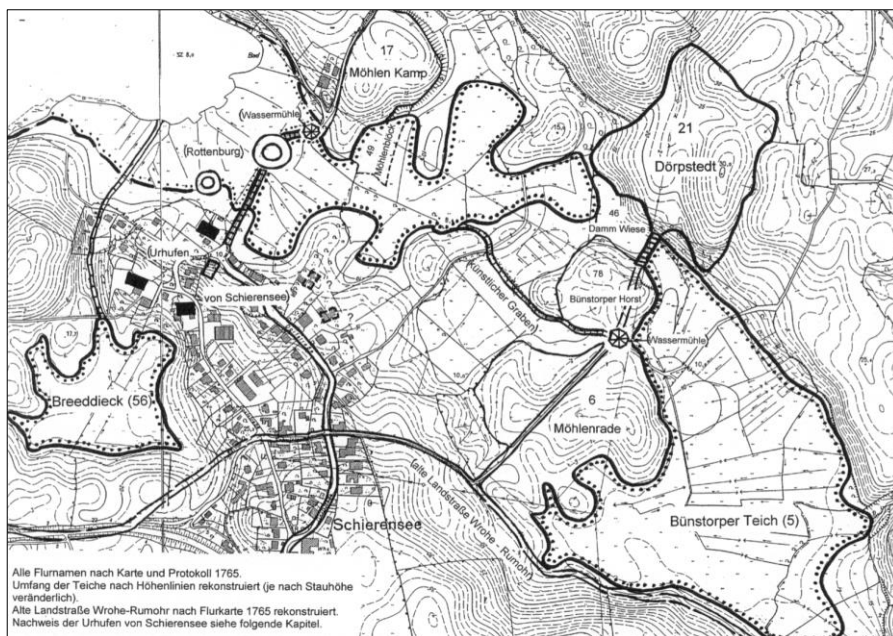 17
Möhlen Kamp
(Wassermühle)
(Rottenburg)
49
Möhlenblöck
21
Dörpstedt
46
Damm Wiese
(Urhufen
78
Bünstorper Horst
von Schierensee)
(Künstlicher Graben)
(Wassermühle)
6
Möhlenrade
Breeddieck (56)
(alte Landstraße Wrohe - Rumohr)
Bünstorper Teich (5)
Schierensee
Alle Flurnamen nach Karte und Protokoll 1765.
Umfang der Teiche nach Höhenlinien rekonstruiert (je nach Stauhöhe
veränderlich).
Alte Landstraße Wrohe-Rumohr nach Flurkarte 1765 rekonstruiert.
Nachweis der Urhufen von Schierensee siehe folgende Kapitel.